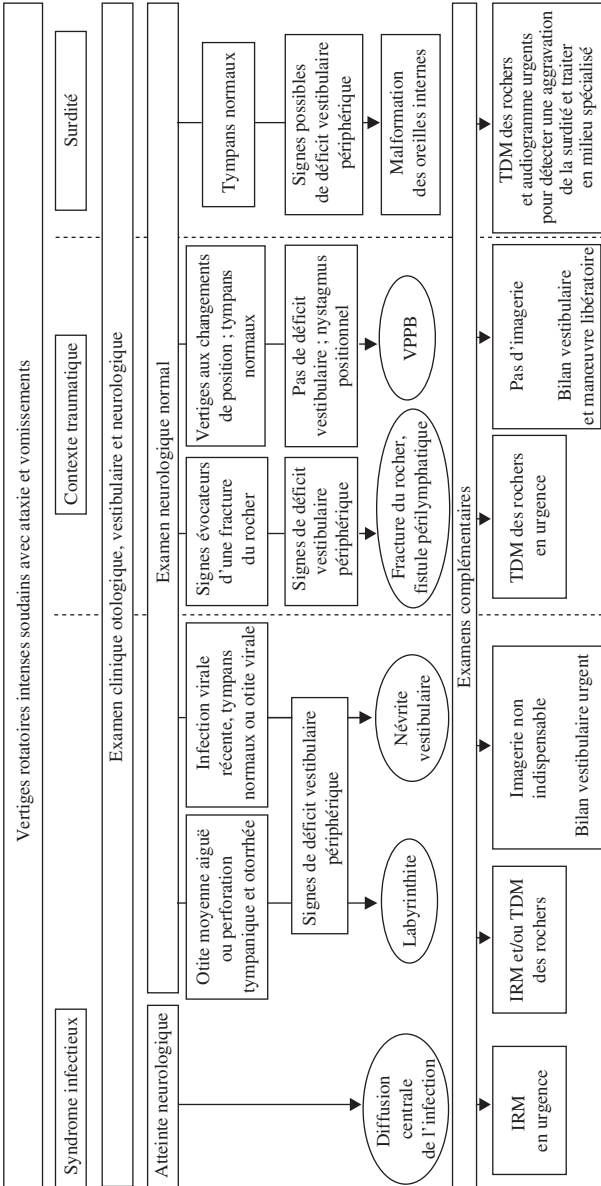 Vertiges rotatoires intenses soudains avec ataxie et vomissements
Syndrome infectieux
Contexte traumatique
Surdité
Examen clinique otologique, vestibulaire et neurologique
Atteinte neurologique
Examen neurologique normal
Otite moyenne aiguë
ou perforation
tympanique et otorrhée
Infection virale
récente, tympans
normaux ou otite virale
Signes évocateurs
d'une fracture
du rocher
Vertiges aux changements
de position ; tympans
normaux
Tympans normaux
Signes de déficit vestibulaire
périphérique
Signes de déficit
vestibulaire
périphérique
Pas de déficit
vestibulaire ; nystagmus
positionnel
Signes possibles
de déficit vestibulaire
périphérique
Diffusion
centrale
de l'infection
Labyrinthite
Névrite
vestibulaire
Fracture du rocher,
fistule périlymphatique
VPPB
Malformation
des oreilles internes
Examens complémentaires
IRM
en urgence
IRM et/ou TDM
des rochers
Imagerie non
indispensable
Bilan vestibulaire urgent
TDM des rochers
en urgence
Pas d'imagerie
Bilan vestibulaire
et manœuvre libératoire
TDM des rochers
et audiogramme urgents
pour détecter une aggravation
de la surdité et traiter
en milieu spécialisé